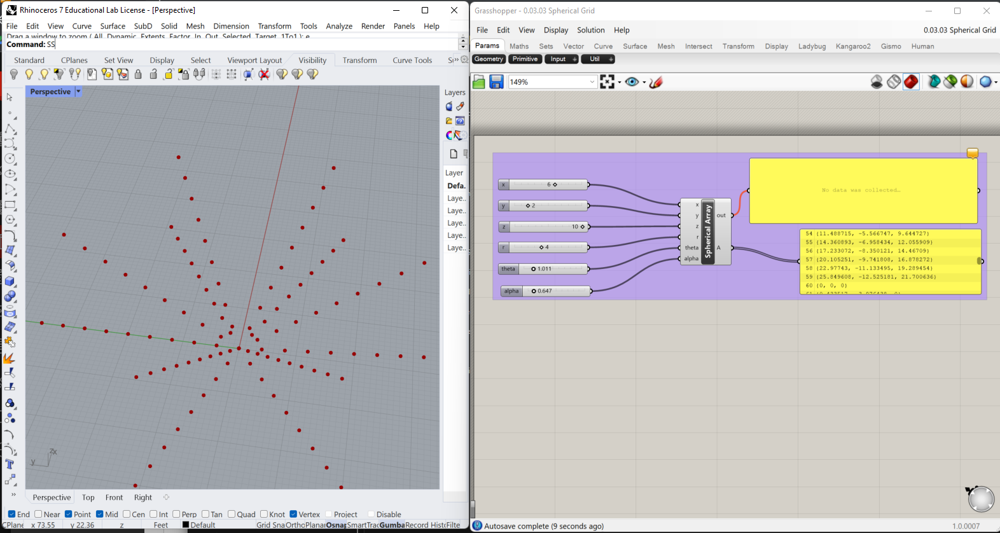 Rhinoceros 7 Educational Lab License - [Perspective]
File Edit View Curve Surface SubD Solid Mesh Dimension Transform Tools Analyze Render Panels Help
Drag a window to zoom ( All Dynamic Extents Factor In Out Selected Target 1To1 ): e
Command: SS
Standard CPlanes Set View Display Select Viewport Layout Visibility Transform Curve Tools
Perspective
Layers
Layer
Defa..
Laye..
Laye..
Laye..
Laye..
Laye..
z x
y
Perspective Top Front Right
End Near Point Mid Cen Int Perp Tan Quad Knot Vertex Project Disable
CPlane x 73.55 y 22.36 z Feet Default Grid Sna Ortho Planar Osnap SmartTrac Gumba Record Histo Filte
Grasshopper - 0.03.03 Spherical Grid
File Edit View Display Solution Help 0.03.03 Spherical Grid
Params Maths Sets Vector Curve Surface Mesh Intersect Transform Display Ladybug Kangaroo2 Gismo Human
Geometry Primitive Input Util
149%
x 6
y 2
z 10
r 4
theta 1.011
alpha 0.647
x
y
z
r
theta
alpha
Spherical Array
out
A
No data was collected…
54 {11.488715, -5.566747, 9.644727}
55 {14.360893, -6.958434, 12.055909}
56 {17.233072, -8.350121, 14.46709}
57 {20.105251, -9.741808, 16.878272}
58 {22.97743, -11.133495, 19.289454}
59 {25.849608, -12.525181, 21.700636}
60 {0, 0, 0}
Autosave complete (9 seconds ago) 1.0.0007